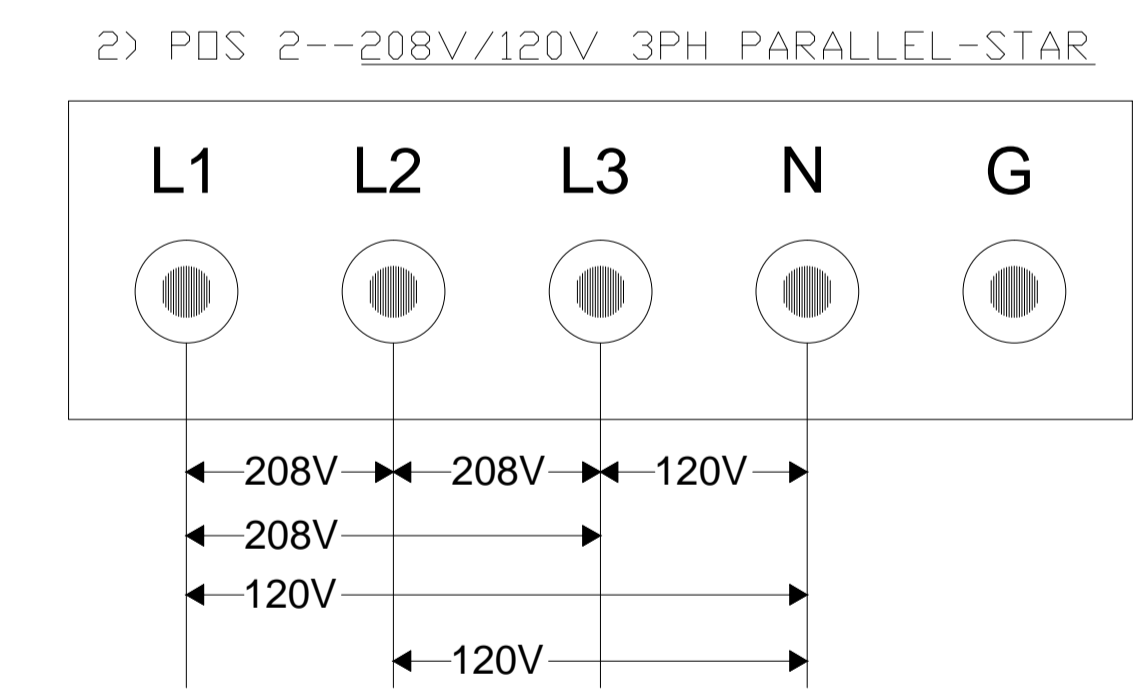 2) POS 2--208V/120V 3PH PARALLEL-STAR
L1 L2 L3 N G
208V 208V 120V
208V
120V
120V